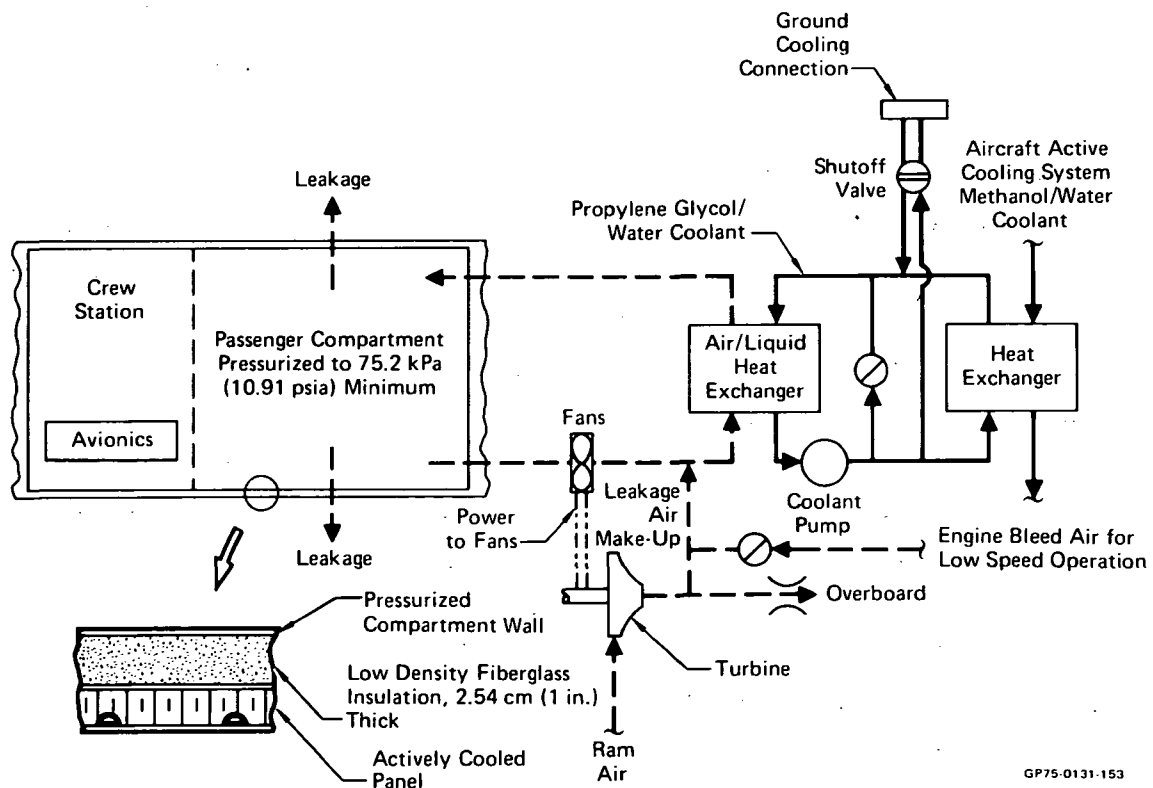 Ground
Cooling
Connection
Leakage
Shutoff
Valve
Aircraft Active
Cooling System
Methanol/Water
Coolant
Propylene Glycol/
Water Coolant
Crew
Station
Passenger Compartment
Pressurized to 75.2 kPa
(10.91 psia) Minimum
Air/Liquid
Heat
Exchanger
Heat
Exchanger
Avionics
Fans
Leakage
Air
Make-Up
Coolant
Pump
Power
to Fans
Leakage
Engine Bleed Air for
Low Speed Operation
Overboard
Pressurized
Compartment Wall
Turbine
Low Density Fiberglass
Insulation, 2.54 cm (1 in.)
Thick
Actively Cooled
Panel
Ram
Air
GP75-0131-153